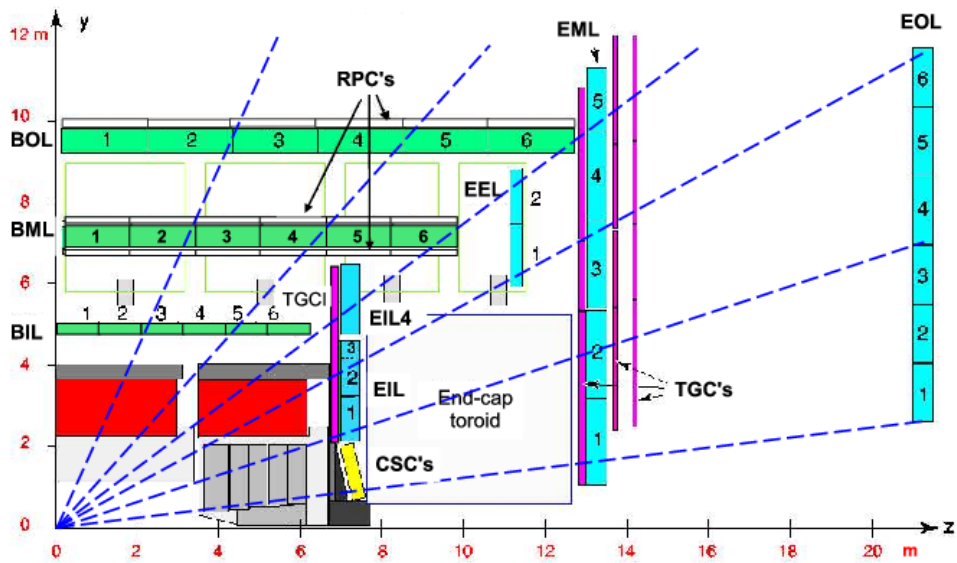 y
12 m
EML
EOL
RPC's
5
6
10
BOL
1 2 3 4 5 6
5
4
EEL
8
2
4
BML
1 2 3 4 5 6
1
3
6
TGCI
3
1 2 3 4 5 6
BIL
EIL4
2
4
3
2
2
TGC's
EIL
End-cap
toroid
1
1
1
2
CSC's
0
z
0 2 4 6 8 10 12 14 16 18 20 m